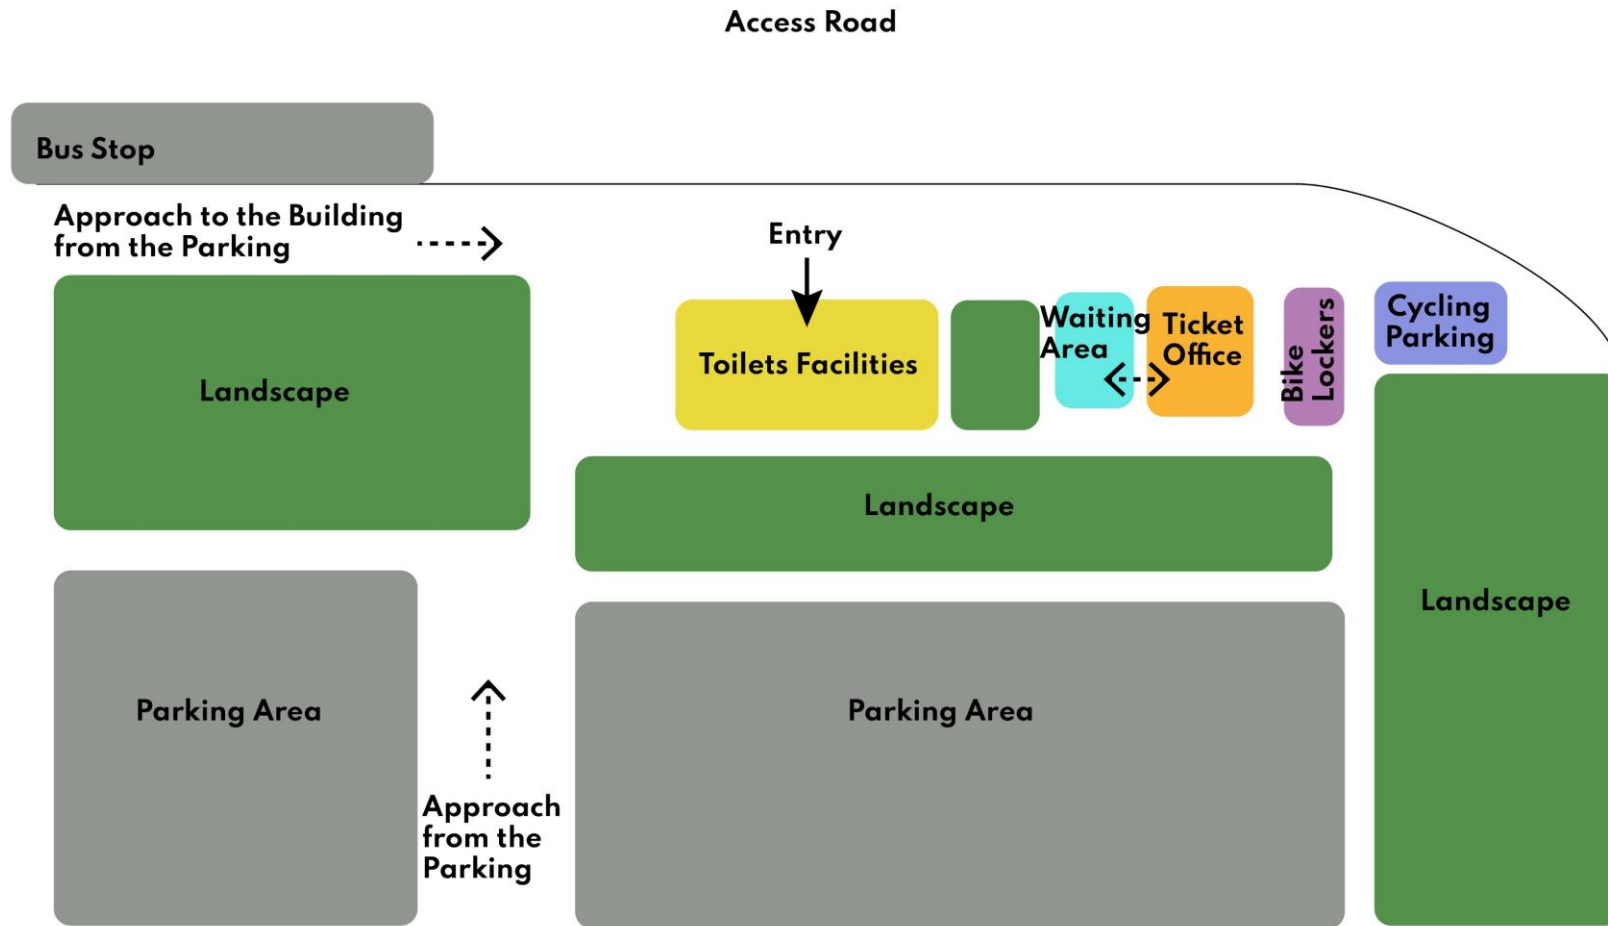 Access Road
Bus Stop
Approach to the Building
from the Parking
Entry
Waiting
Area
Ticket
Office
Bike
Lockers
Cycling
Parking
Toilets Facilities
Landscape
Landscape
Landscape
Parking Area
Parking Area
Approach
from the
Parking